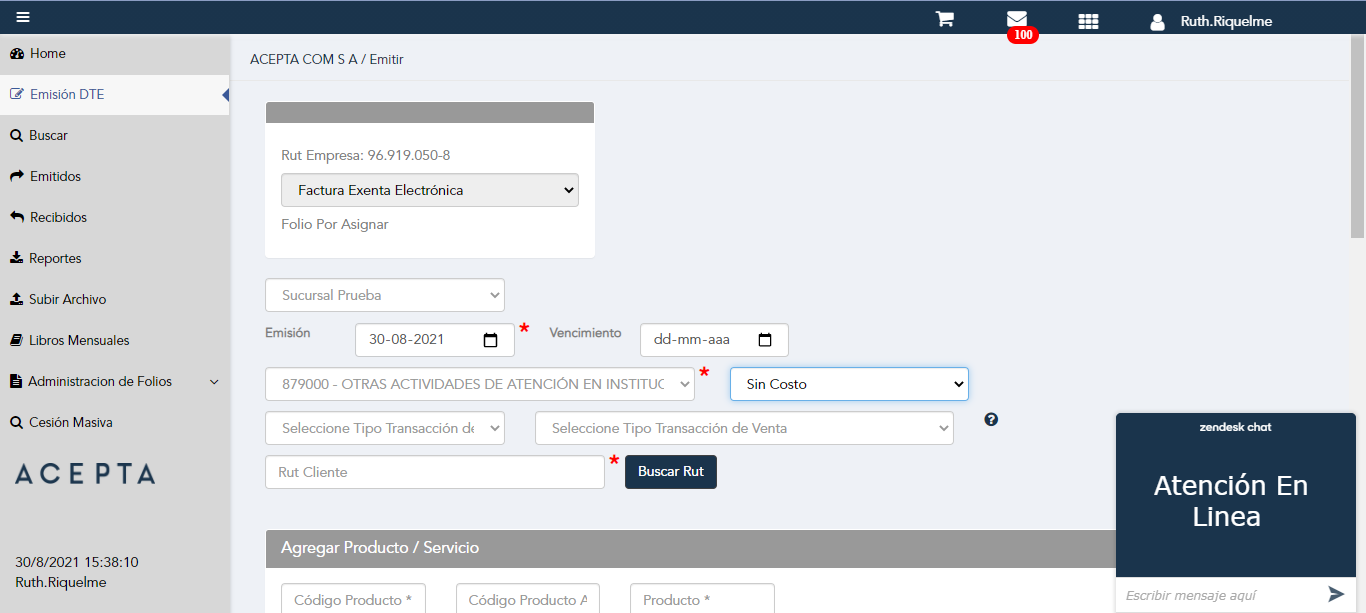 100
Ruth.Riquelme
Home
Emisión DTE
Buscar
Emitidos
Recibidos
Reportes
Subir Archivo
Libros Mensuales
Administracion de Folios
Cesión Masiva
ACEPTA
30/8/2021 15:38:10
Ruth.Riquelme
ACEPTA COM S A / Emitir
Rut Empresa: 96.919.050-8
Factura Exenta Electrónica
Folio Por Asignar
Sucursal Prueba
Emisión 30-08-2021 * Vencimiento dd-mm-aaa
879000 - OTRAS ACTIVIDADES DE ATENCIÓN EN INSTITUC * Sin Costo
Seleccione Tipo Transacción de Seleccione Tipo Transacción de Venta ?
Rut Cliente * Buscar Rut
Agregar Producto / Servicio
Código Producto * Código Producto A Producto *
zendesk chat
Atención En
Linea
Escribir mensaje aquí